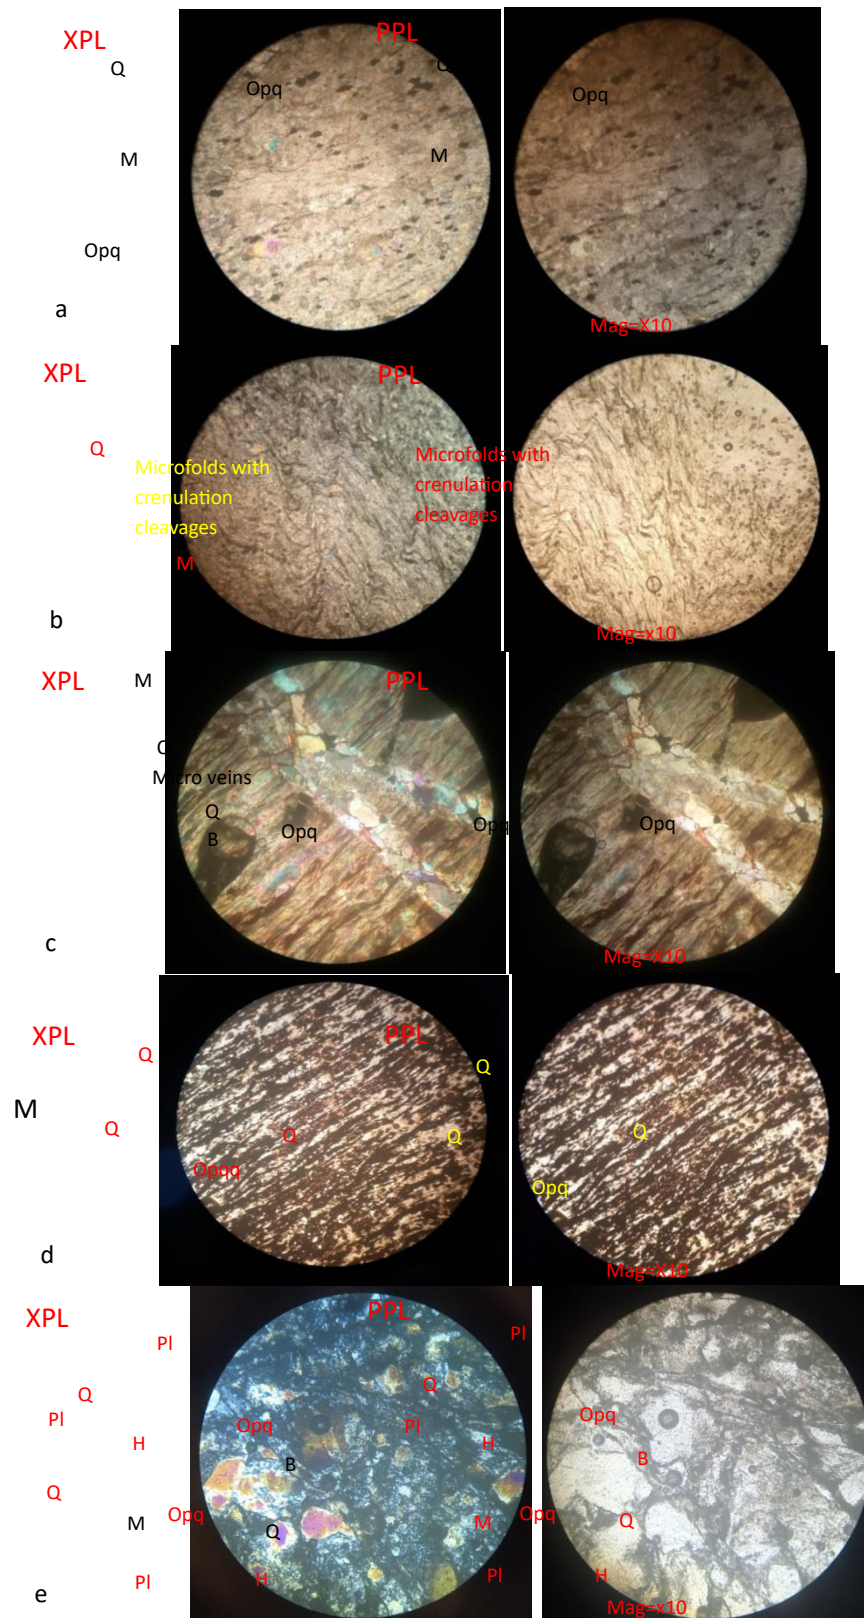 XPL
PPL
Q
Q
Opq
Opq
M
M
Opq
a
Mag=X10
XPL
PPL
Q
Microfolds with
crenulation
cleavages
Microfolds with
crenulation
cleavages
M
b
Mag=x10
XPL
M
PPL
Micro veins
Q
B
Opq
Opq
Opq
c
Mag=X10
XPL
PPL
Q
Q
M
Q
Q
Q
Q
Opqq
Opq
d
Mag=X10
XPL
PPL
Pl
Pl
Q
Q
Pl
Opq
Pl
Opq
H
H
B
B
Q
Opq
Opq
M
Q
M
Q
Pl
H
Pl
H
e
Mag=x10